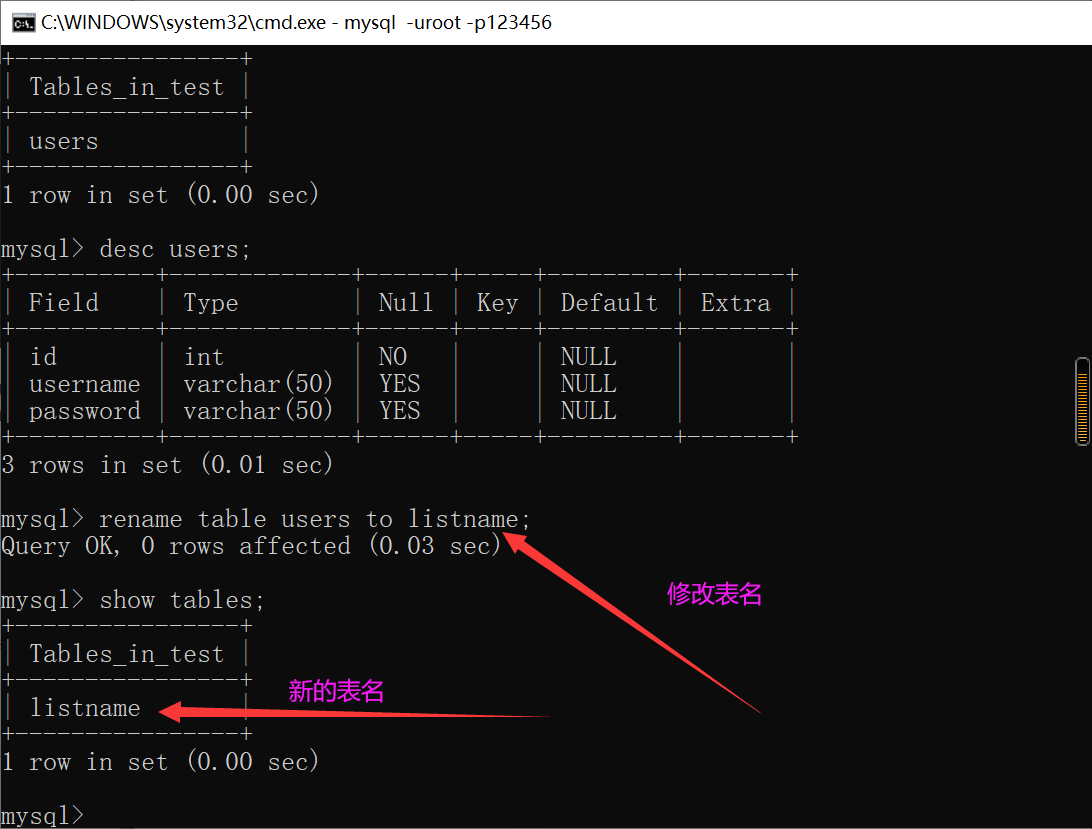 C:\WINDOWS\system32\cmd.exe - mysql  -uroot -p123456
+----------------+
| Tables_in_test |
+----------------+
| users          |
+----------------+
1 row in set (0.00 sec)
mysql> desc users;
+----------+-------------+------+-----+---------+-------+
| Field    | Type        | Null | Key | Default | Extra |
+----------+-------------+------+-----+---------+-------+
| id       | int         | NO   |     | NULL    |       |
| username | varchar(50) | YES  |     | NULL    |       |
| password | varchar(50) | YES  |     | NULL    |       |
+----------+-------------+------+-----+---------+-------+
3 rows in set (0.01 sec)
mysql> rename table users to listname;
Query OK, 0 rows affected (0.03 sec)
修改表名
mysql> show tables;
+----------------+
| Tables_in_test |
+----------------+
新的表名
| listname       |
+----------------+
1 row in set (0.00 sec)
mysql>